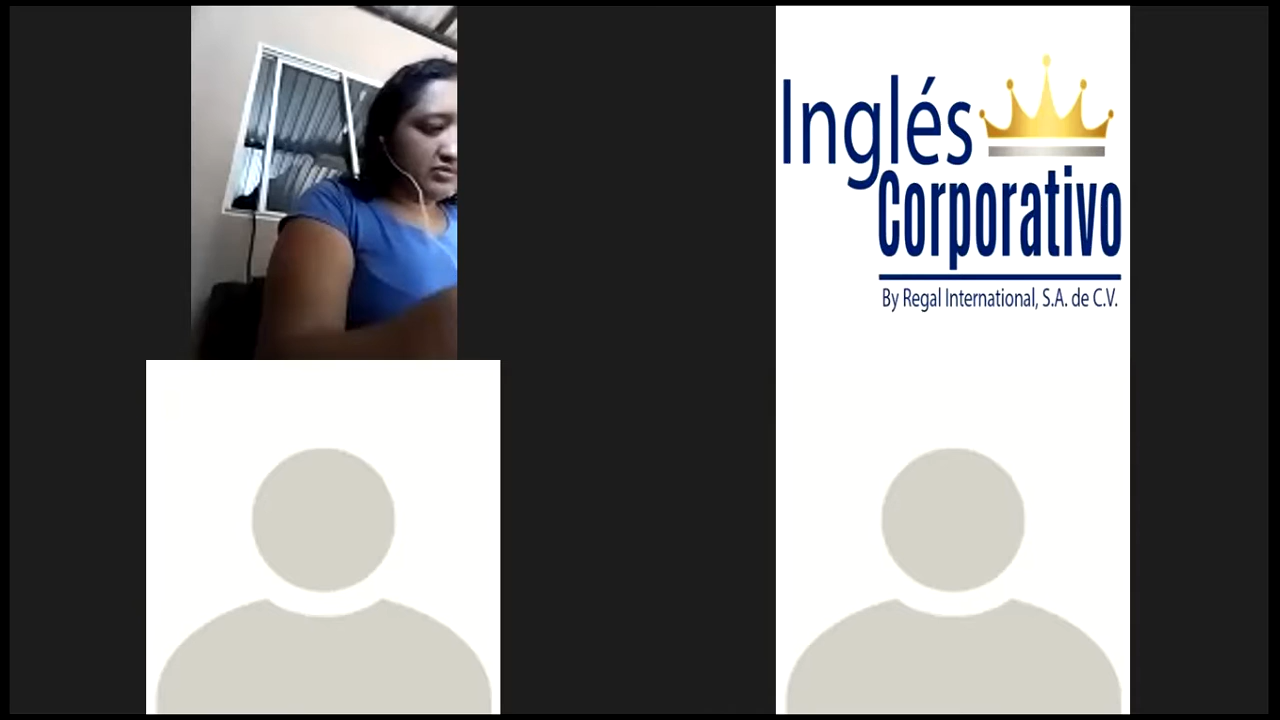 Inglés
Corporativo
By Regal International, S.A. de C.V.